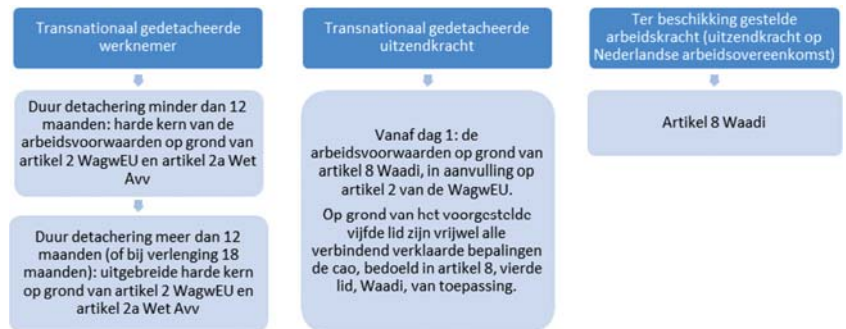 Transnationaal gedetacheerde
werknemer
Duur detachering minder dan 12
maanden: harde kern van de
arbeidsvoorwaarden op grond van
artikel 2 WagwEU en artikel 2a Wet
Avv
Duur detachering meer dan 12
maanden (of bij verlenging 18
maanden): uitgebreide harde kern
op grond van artikel 2 WagwEU en
artikel 2a Wet Avv
Transnationaal gedetacheerde
uitzendkracht
Vanaf dag 1: de
arbeidsvoorwaarden op grond van
artikel 8 Waadi, in aanvulling op
artikel 2 van de WagwEU.
Op grond van het voorgestelde
vijfde lid zijn vrijwel alle
verbindend verklaarde bepalingen
de cao, bedoeld in artikel 8, vierde
lid, Waadi, van toepassing.
Ter beschikking gestelde
arbeidskracht (uitzendkracht op
Nederlandse arbeidsovereenkomst)
Artikel 8 Waadi